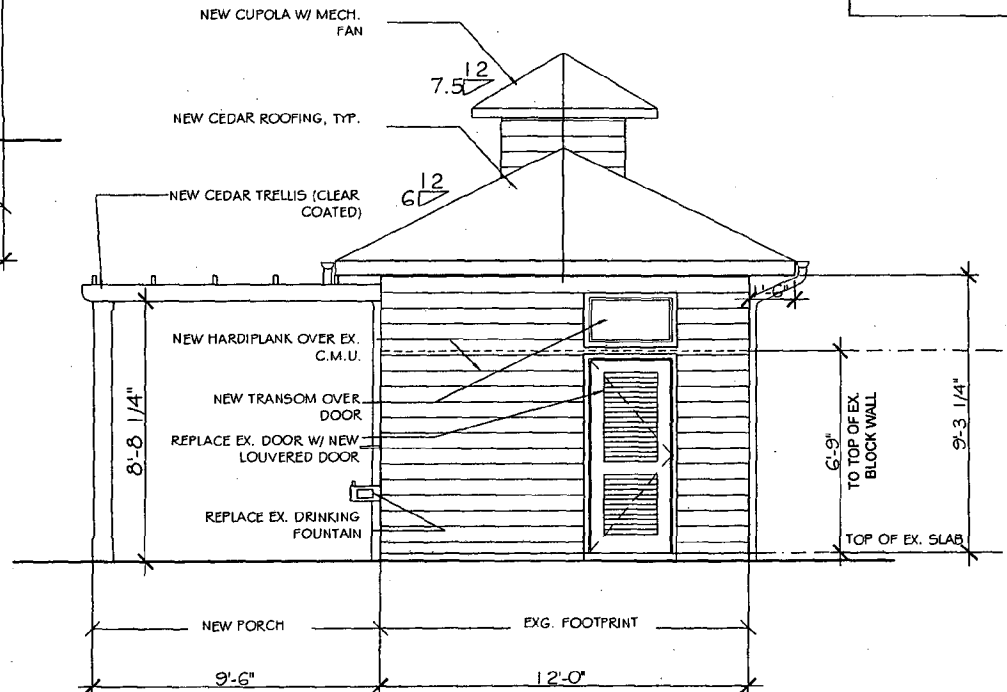 NEW CUPOLA W/ MECH.
FAN
12
7.5
NEW CEDAR ROOFING, TYP.
12
6
NEW CEDAR TRELLIS (CLEAR
COATED)
1'-6"
NEW HARDIPLANK OVER EX.
C.M.U.
NEW TRANSOM OVER
DOOR
8'-8 1/4"
REPLACE EX. DOOR W/ NEW
LOUVERED DOOR
6'-9"
TO TOP OF EX.
BLOCK WALL
9'-3 1/4"
REPLACE EX. DRINKING
FOUNTAIN
TOP OF EX. SLAB
NEW PORCH
EXG. FOOTPRINT
9'-6"
12'-0"